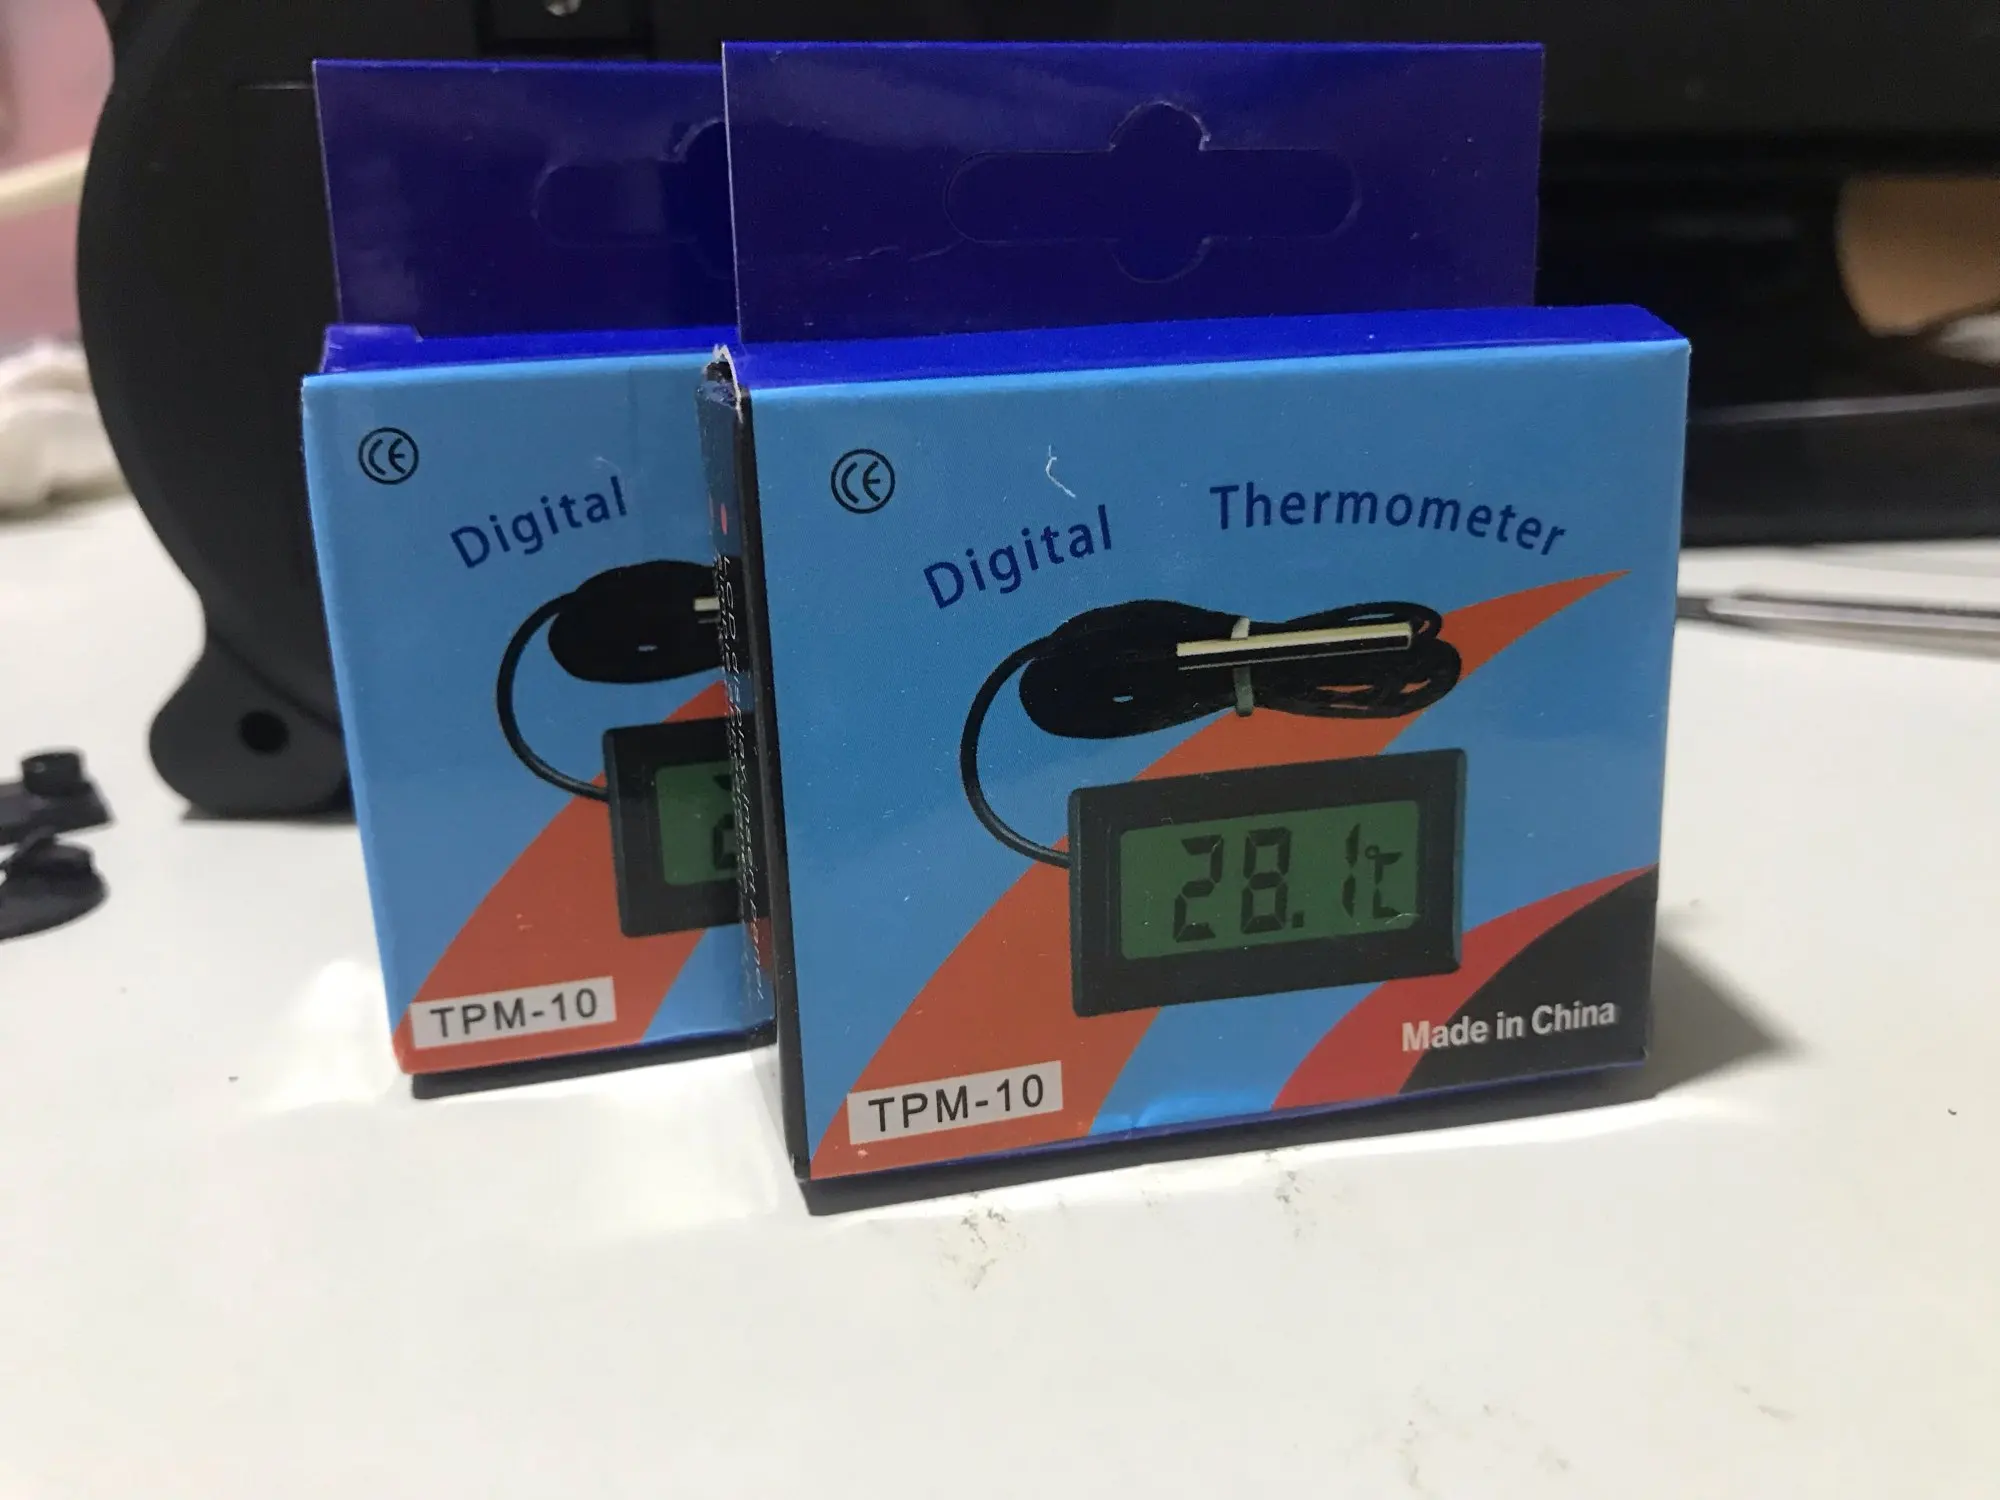 CE
Digital
TPM-10
CE
Digital Thermometer
28.1℃
Made in China
TPM-10